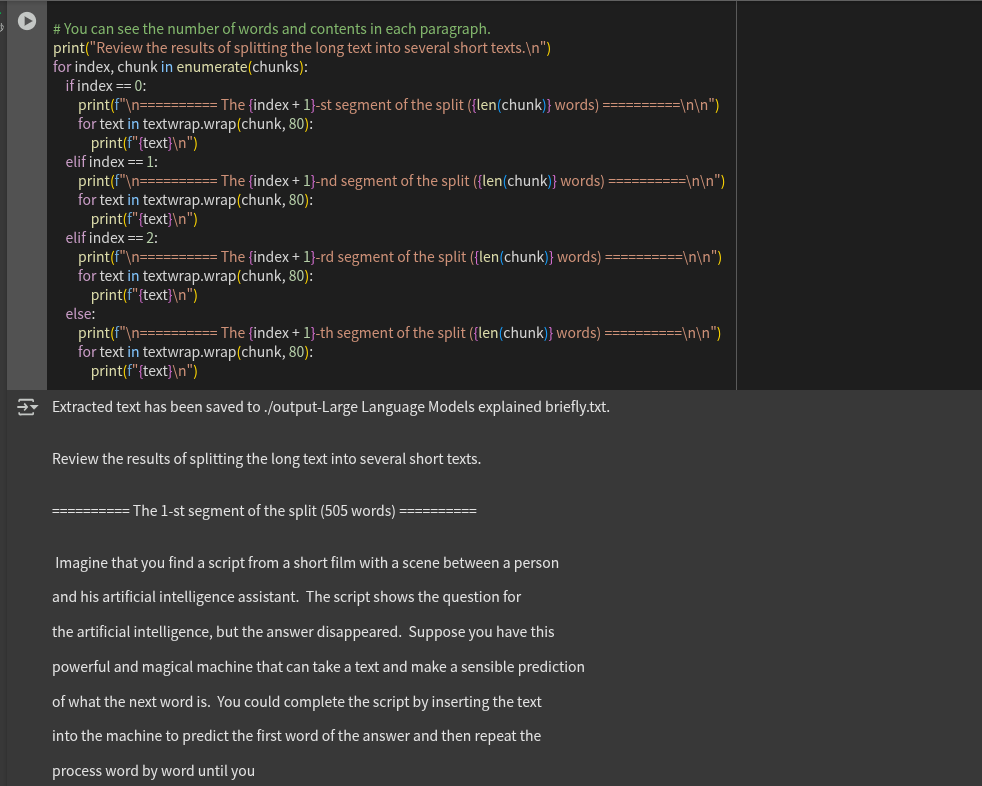 # You can see the number of words and contents in each paragraph.
print("Review the results of splitting the long text into several short texts.\n")
for index, chunk in enumerate(chunks):
    if index == 0:
        print(f"\n========== The {index + 1}-st segment of the split ({len(chunk)} words) ==========\n\n")
        for text in textwrap.wrap(chunk, 80):
            print(f"{text}\n")
    elif index == 1:
        print(f"\n========== The {index + 1}-nd segment of the split ({len(chunk)} words) ==========\n\n")
        for text in textwrap.wrap(chunk, 80):
            print(f"{text}\n")
    elif index == 2:
        print(f"\n========== The {index + 1}-rd segment of the split ({len(chunk)} words) ==========\n\n")
        for text in textwrap.wrap(chunk, 80):
            print(f"{text}\n")
    else:
        print(f"\n========== The {index + 1}-th segment of the split ({len(chunk)} words) ==========\n\n")
        for text in textwrap.wrap(chunk, 80):
            print(f"{text}\n")
Extracted text has been saved to ./output-Large Language Models explained briefly.txt.
Review the results of splitting the long text into several short texts.
========== The 1-st segment of the split (505 words) ==========
Imagine that you find a script from a short film with a scene between a person
and his artificial intelligence assistant.  The script shows the question for
the artificial intelligence, but the answer disappeared.  Suppose you have this
powerful and magical machine that can take a text and make a sensible prediction
of what the next word is.  You could complete the script by inserting the text
into the machine to predict the first word of the answer and then repeat the
process word by word until you